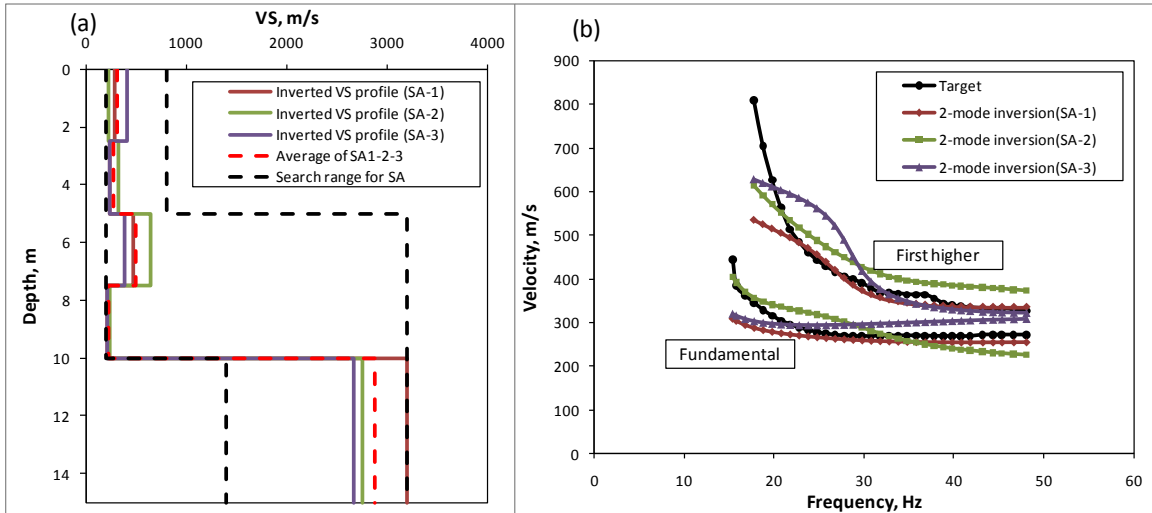 (a)
VS, m/s
0 1000 2000 3000 4000
0
2
4
6
8
10
12
14
Depth, m
Inverted VS profile (SA-1)
Inverted VS profile (SA-2)
Inverted VS profile (SA-3)
Average of SA1-2-3
Search range for SA
(b)
900
800
700
600
500
400
300
200
100
0
Velocity, m/s
Target
2-mode inversion(SA-1)
2-mode inversion(SA-2)
2-mode inversion(SA-3)
First higher
Fundamental
0 10 20 30 40 50 60
Frequency, Hz